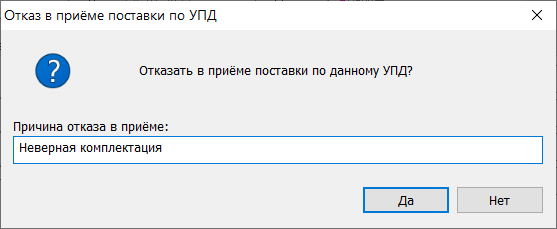 Отказ в приёме поставки по УПД
Отказать в приёме поставки по данному УПД?
Причина отказа в приёме:
Неверная комплектация
Да
Нет